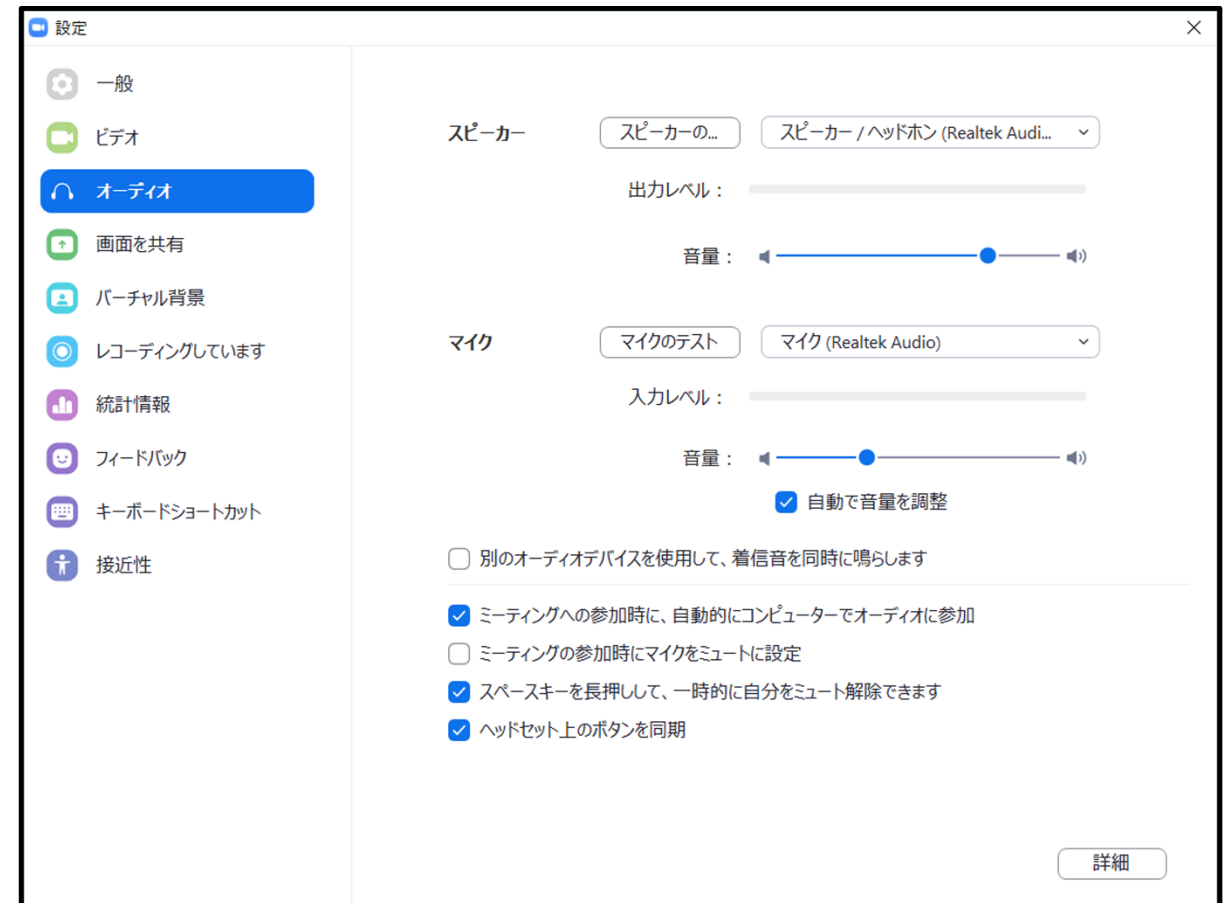 設定
一般
ビデオ
オーディオ
画面を共有
バーチャル背景
レコーディングしています
統計情報
フィードバック
キーボードショートカット
接近性
スピーカー スピーカーの... スピーカー / ヘッドホン (Realtek Audi...
出力レベル：
音量：
マイク マイクのテスト マイク (Realtek Audio)
入力レベル：
音量：
自動で音量を調整
別のオーディオデバイスを使用して、着信音を同時に鳴らします
ミーティングへの参加時に、自動的にコンピューターでオーディオに参加
ミーティングの参加時にマイクをミュートに設定
スペースキーを長押しして、一時的に自分をミュート解除できます
ヘッドセット上のボタンを同期
詳細